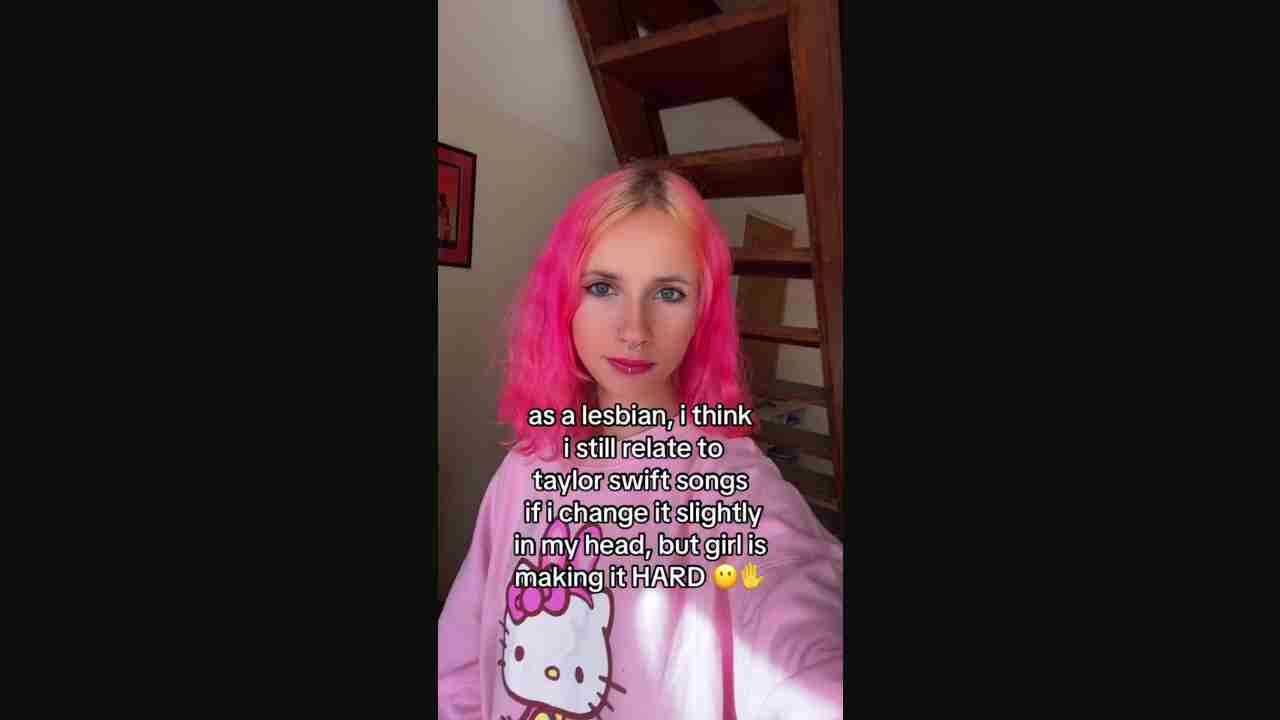 as a lesbian, i think
i still relate to
taylor swift songs
if i change it slightly
in my head, but girl is
making it HARD 😶✋